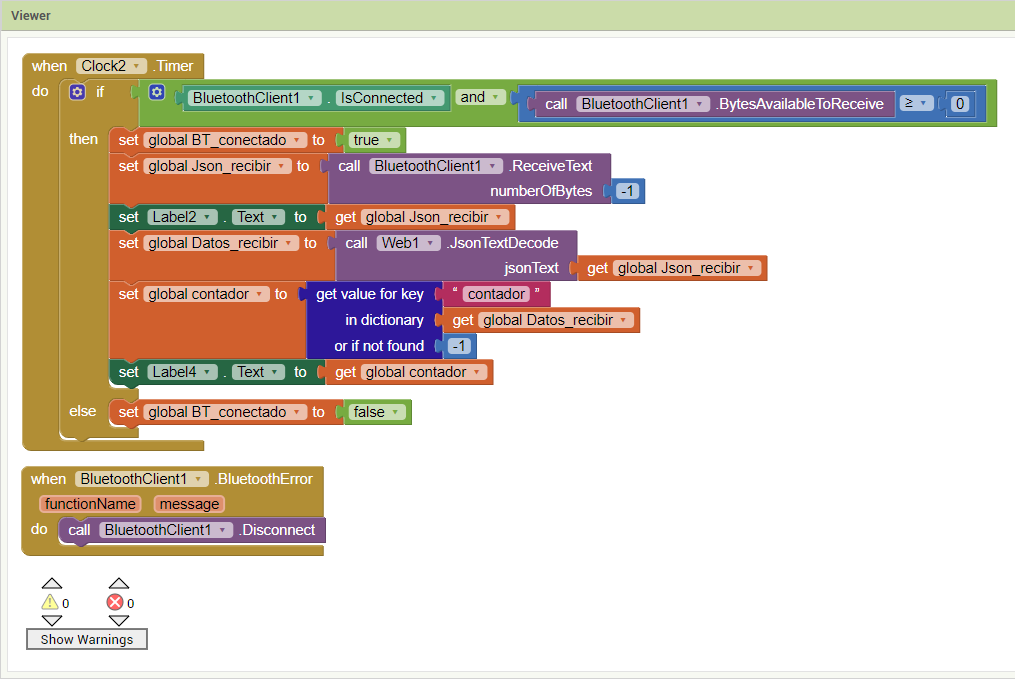 Viewer
when Clock2 .Timer
do if BluetoothClient1 . IsConnected and call BluetoothClient1 .BytesAvailableToReceive ≥ 0
then set global BT_conectado to true
set global Json_recibir to call BluetoothClient1 .ReceiveText
numberOfBytes -1
set Label2 . Text to get global Json_recibir
set global Datos_recibir to call Web1 .JsonTextDecode
jsonText get global Json_recibir
set global contador to get value for key “ contador ”
in dictionary get global Datos_recibir
or if not found -1
set Label4 . Text to get global contador
else set global BT_conectado to false
when BluetoothClient1 .BluetoothError
functionName message
do call BluetoothClient1 .Disconnect
0 0
Show Warnings